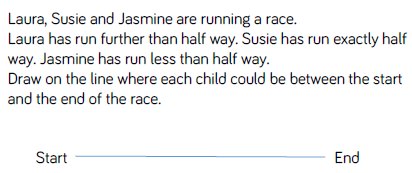 Laura, Susie and Jasmine are running a race.
Laura has run further than half way. Susie has run exactly half
way. Jasmine has run less than half way.
Draw on the line where each child could be between the start
and the end of the race.
Start End